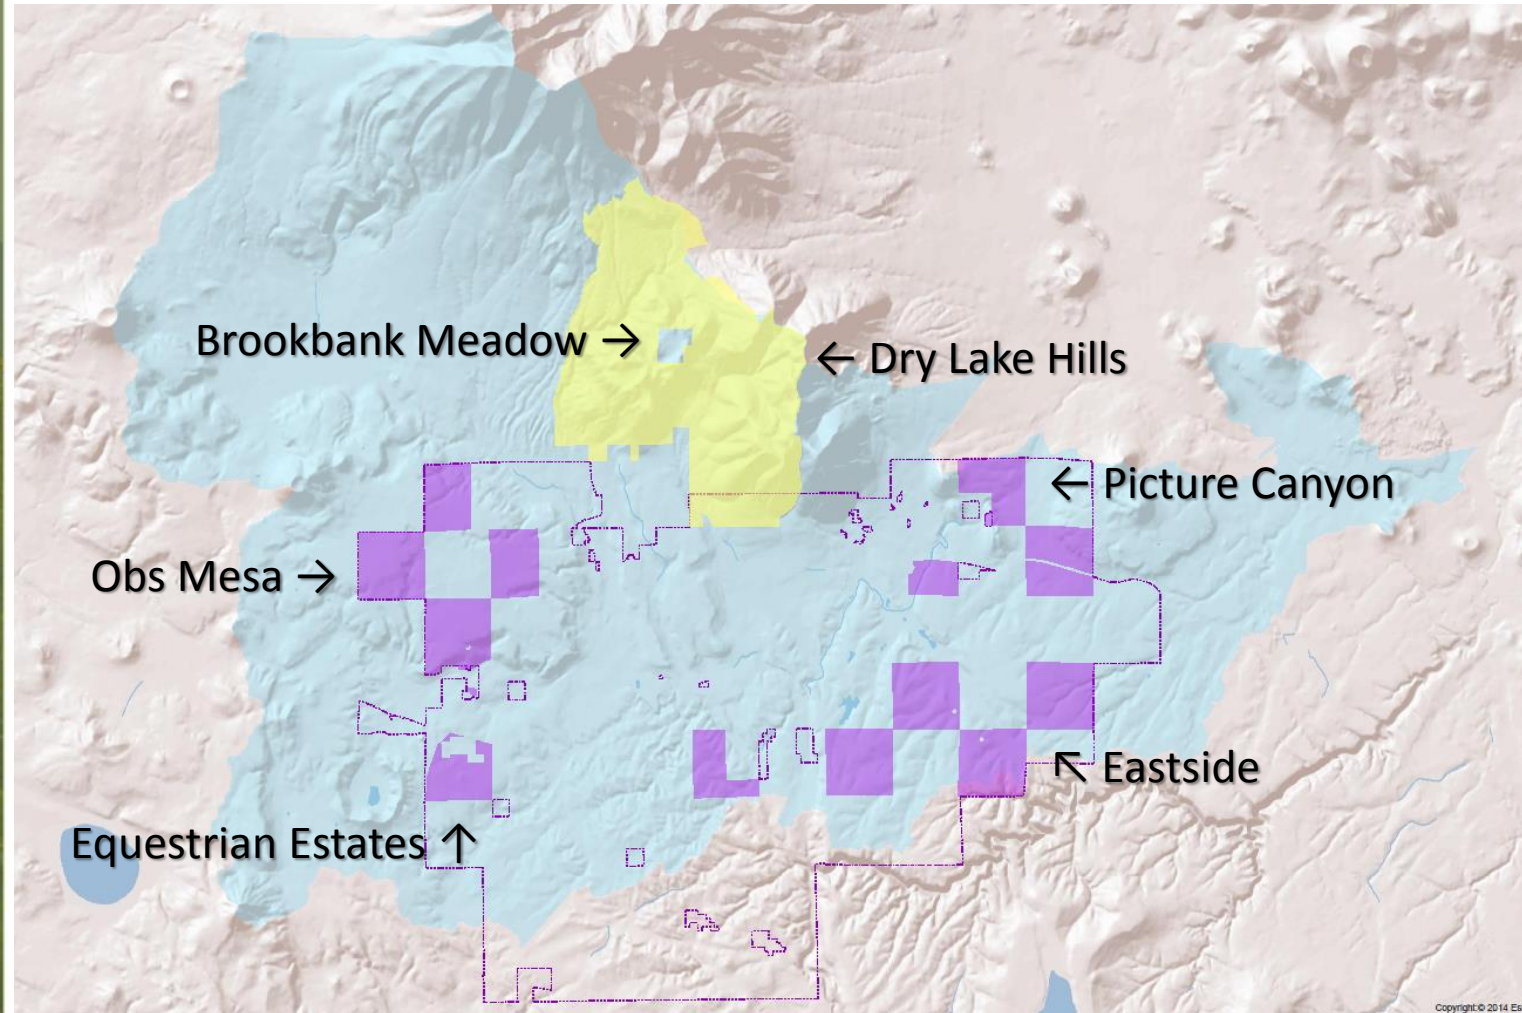 Brookbank Meadow →
← Dry Lake Hills
← Picture Canyon
Obs Mesa →
↖ Eastside
Equestrian Estates ↑
Copyright:© 2014 Es